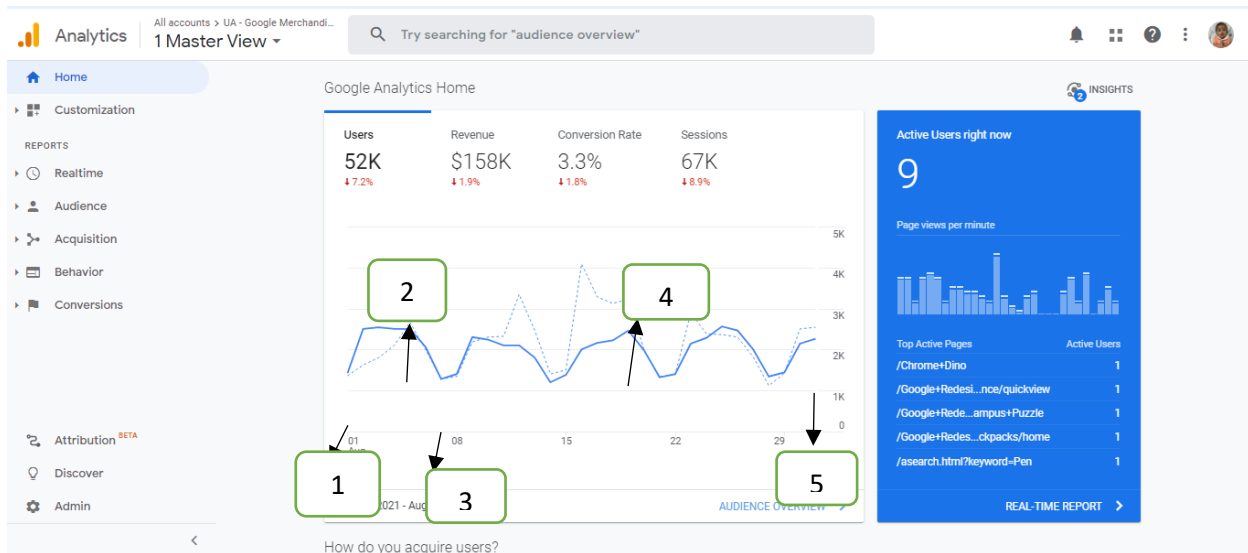 All accounts > UA - Google Merchandi...
Analytics
1 Master View
Try searching for "audience overview"
Home
Customization
REPORTS
Realtime
Audience
Acquisition
Behavior
Conversions
Attribution BETA
Discover
Admin
Google Analytics Home
INSIGHTS
2
Users
Revenue
Conversion Rate
Sessions
52K
$158K
3.3%
67K
7.2%
1.9%
1.8%
8.9%
5K
4K
3K
2K
1K
0
01
08
15
22
29
Aug
1
2
3
4
5
2021 - Aug
AUDIENCE OVERVIEW
Active Users right now
9
Page views per minute
Top Active Pages
Active Users
/Chrome+Dino 1
/Google+Redesi...nce/quickview 1
/Google+Rede...ampus+Puzzle 1
/Google+Redes...ckpacks/home 1
/asearch.html?keyword=Pen 1
REAL-TIME REPORT
How do you acquire users?